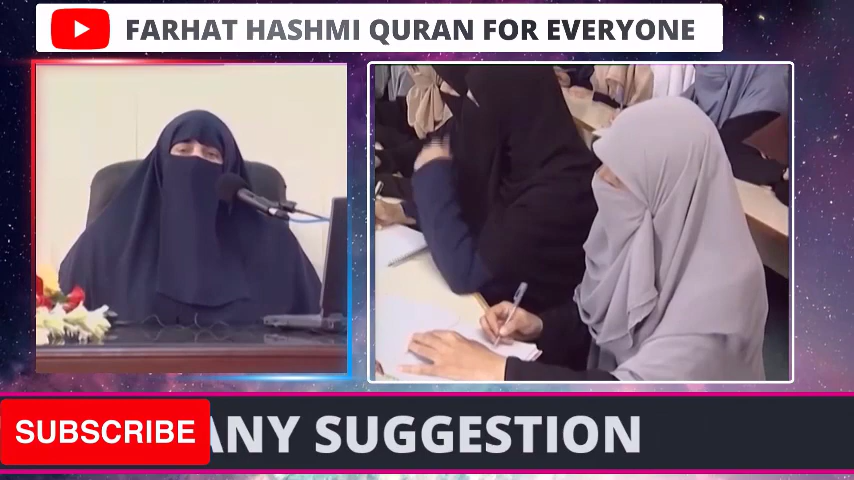 FARHAT HASHMI QURAN FOR EVERYONE
SUBSCRIBE ANY SUGGESTION